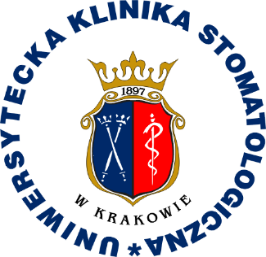 UNIWERSYTECKA KLINIKA STOMATOLOGICZNA *
1897
W KRAKOWIE